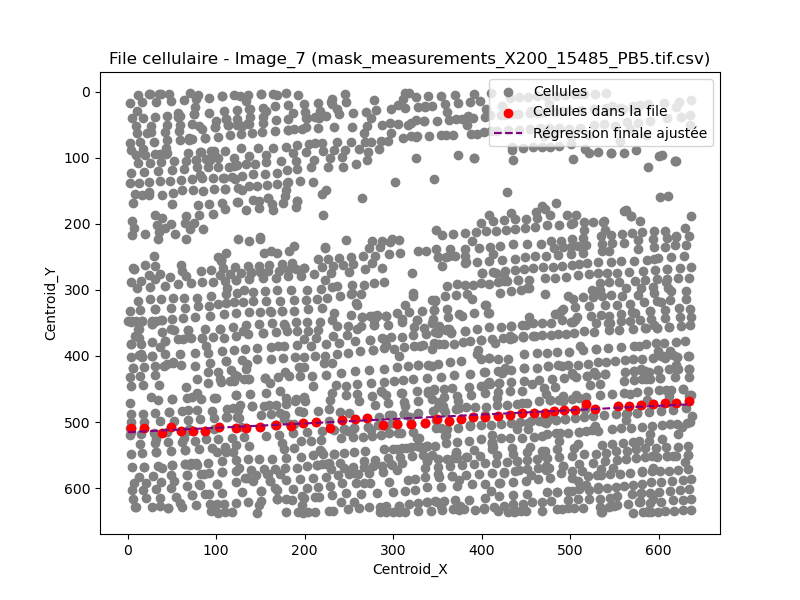 File cellulaire - Image_7 (mask_measurements_X200_15485_PB5.tif.csv)
Cellules
Cellules dans la file
Régression finale ajustée
Centroid_Y
0
100
200
300
400
500
600
0 100 200 300 400 500 600
Centroid_X